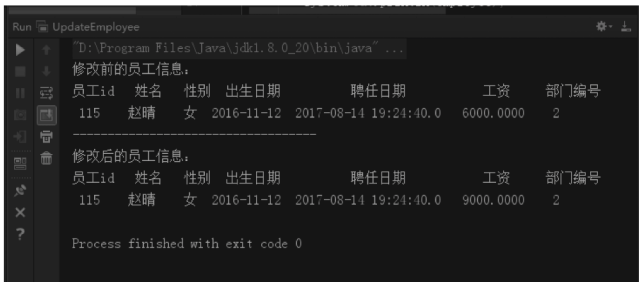 Run UpdateEmployee
"D:\Program Files\Java\jdk1.8.0_20\bin\java" ...
修改前的员工信息:
员工id 姓名 性别 出生日期 聘任日期 工资 部门编号
115 赵晴 女 2016-11-12 2017-08-14 19:24:40.0 6000.0000 2
-----------------------------------
修改后的员工信息:
员工id 姓名 性别 出生日期 聘任日期 工资 部门编号
115 赵晴 女 2016-11-12 2017-08-14 19:24:40.0 9000.0000 2
Process finished with exit code 0